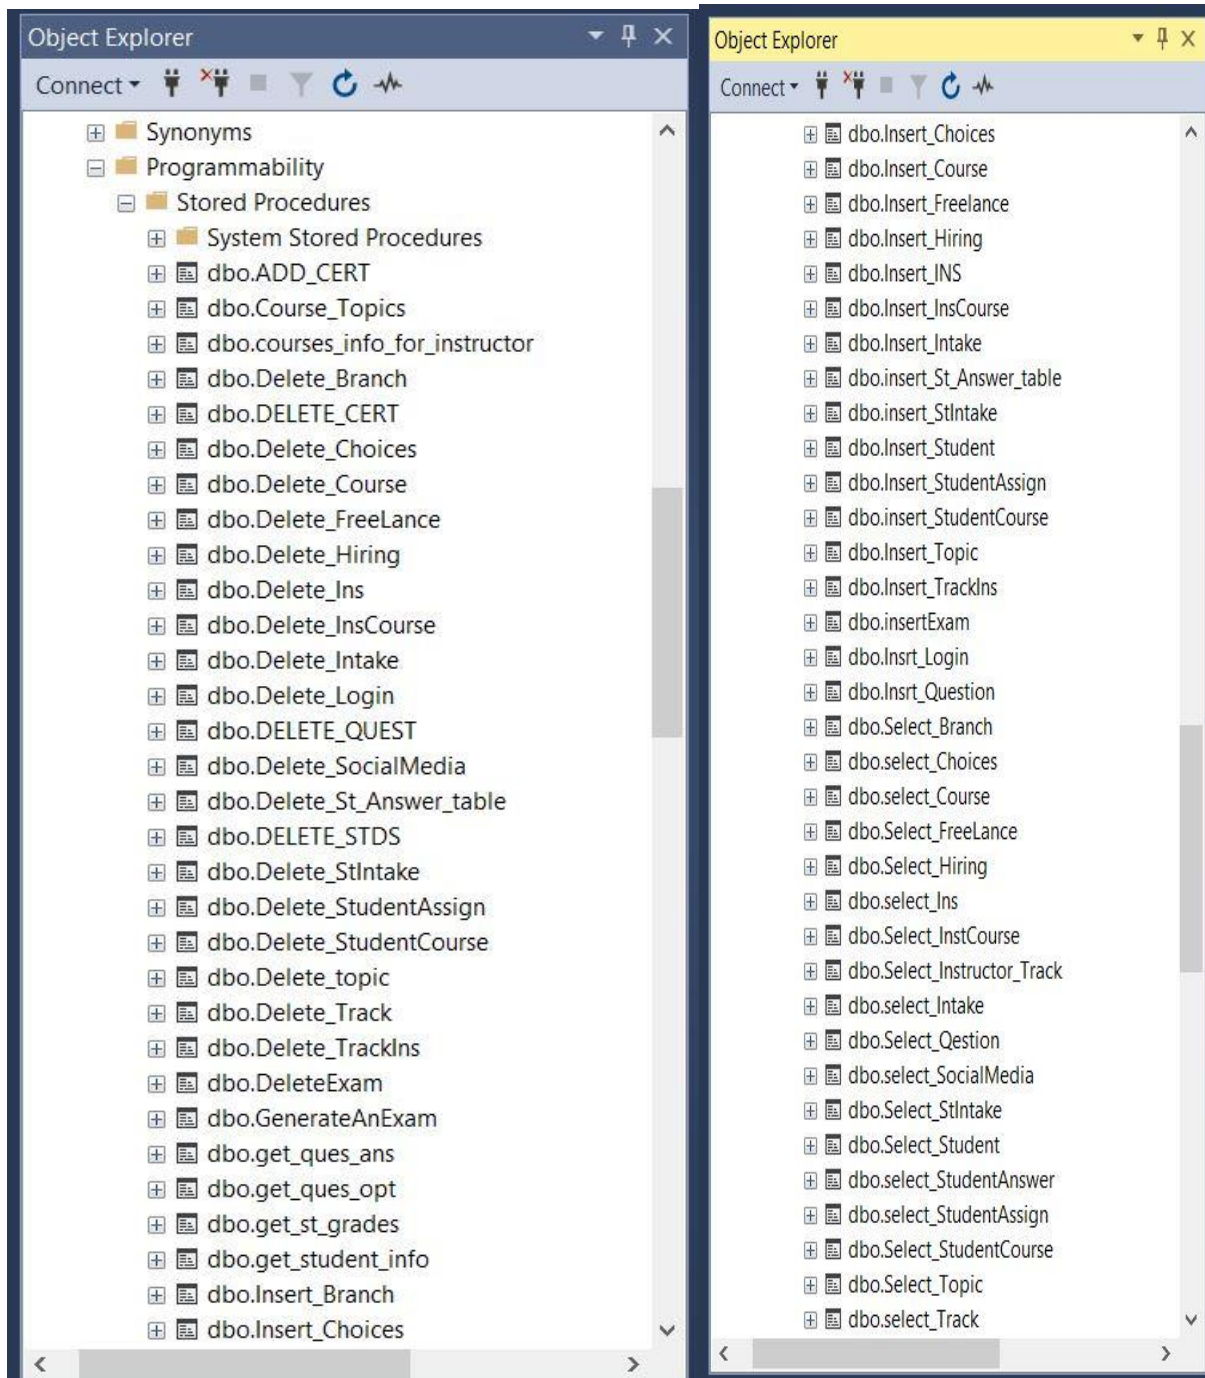 Object Explorer
Connect
Synonyms
Programmability
Stored Procedures
System Stored Procedures
dbo.ADD_CERT
dbo.Course_Topics
dbo.courses_info_for_instructor
dbo.Delete_Branch
dbo.DELETE_CERT
dbo.Delete_Choices
dbo.Delete_Course
dbo.Delete_FreeLance
dbo.Delete_Hiring
dbo.Delete_Ins
dbo.Delete_InsCourse
dbo.Delete_Intake
dbo.Delete_Login
dbo.DELETE_QUEST
dbo.Delete_SocialMedia
dbo.Delete_St_Answer_table
dbo.DELETE_STDS
dbo.Delete_StIntake
dbo.Delete_StudentAssign
dbo.Delete_StudentCourse
dbo.Delete_topic
dbo.Delete_Track
dbo.Delete_TrackIns
dbo.DeleteExam
dbo.GenerateAnExam
dbo.get_ques_ans
dbo.get_ques_opt
dbo.get_st_grades
dbo.get_student_info
dbo.Insert_Branch
dbo.Insert_Choices
Object Explorer
Connect
dbo.Insert_Choices
dbo.Insert_Course
dbo.Insert_Freelance
dbo.Insert_Hiring
dbo.Insert_INS
dbo.Insert_InsCourse
dbo.Insert_Intake
dbo.insert_St_Answer_table
dbo.insert_StIntake
dbo.Insert_Student
dbo.Insert_StudentAssign
dbo.insert_StudentCourse
dbo.Insert_Topic
dbo.Insert_TrackIns
dbo.insertExam
dbo.Insrt_Login
dbo.Insrt_Question
dbo.Select_Branch
dbo.select_Choices
dbo.select_Course
dbo.Select_FreeLance
dbo.Select_Hiring
dbo.select_Ins
dbo.Select_InstCourse
dbo.Select_Instructor_Track
dbo.select_Intake
dbo.Select_Qestion
dbo.select_SocialMedia
dbo.Select_StIntake
dbo.Select_Student
dbo.select_StudentAnswer
dbo.select_StudentAssign
dbo.Select_StudentCourse
dbo.Select_Topic
dbo.select_Track